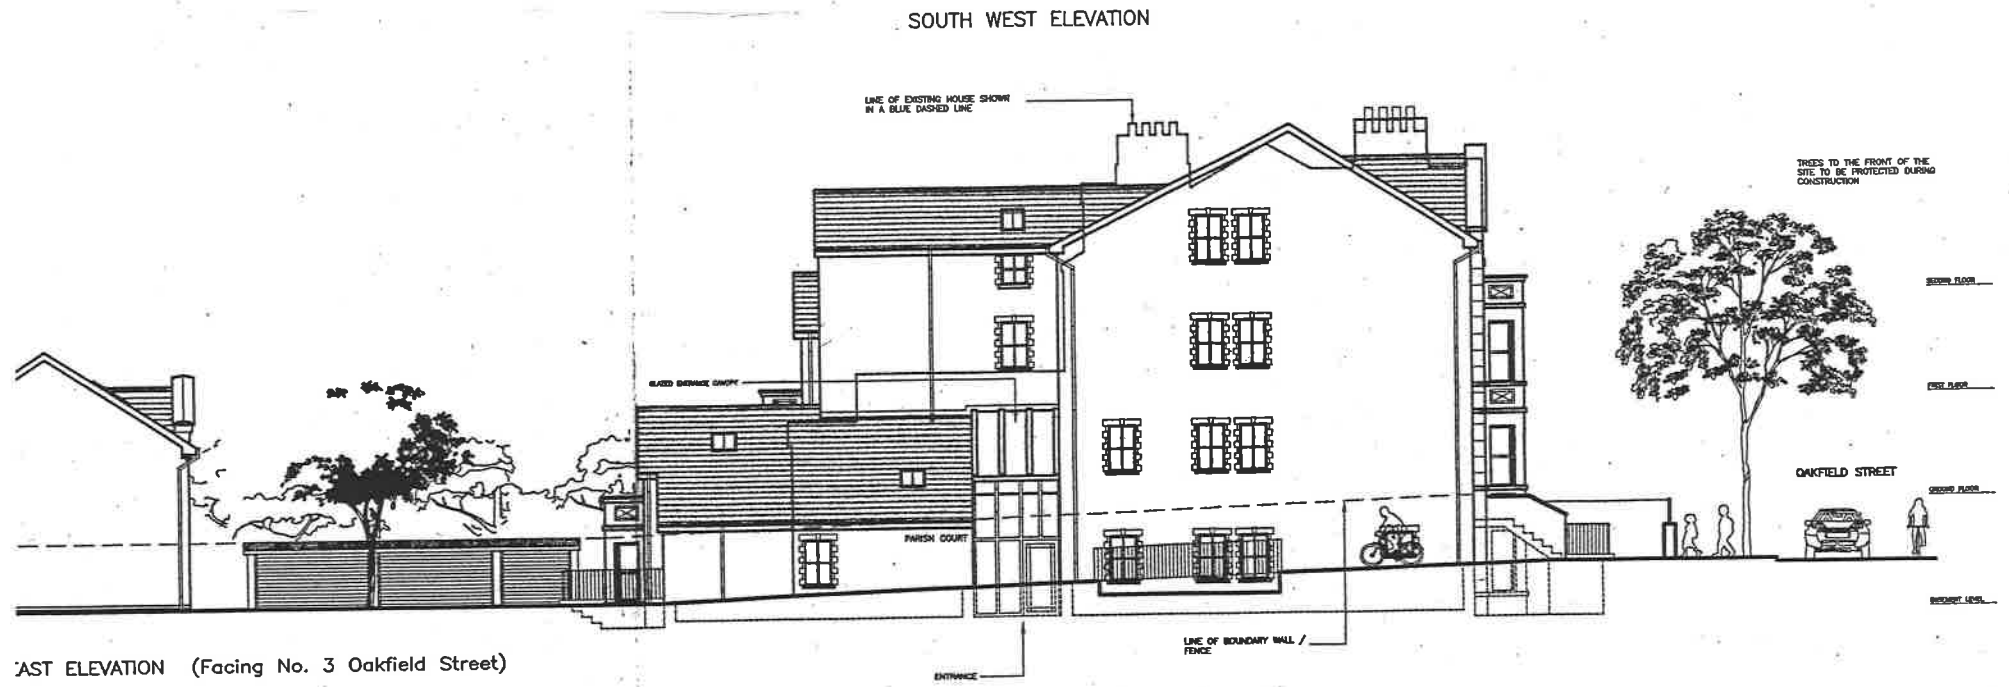 SOUTH WEST ELEVATION
LINE OF EXISTING HOUSE SHOWN
IN A BLUE DASHED LINE
TREES TO THE FRONT OF THE
SITE TO BE PROTECTED DURING
CONSTRUCTION
SECOND FLOOR
GLAZED ENTRANCE CANOPY
FIRST FLOOR
OAKFIELD STREET
GROUND FLOOR
PARISH COURT
BASEMENT LEVEL
LINE OF BOUNDARY WALL /
FENCE
AST ELEVATION (Facing No. 3 Oakfield Street)
ENTRANCE